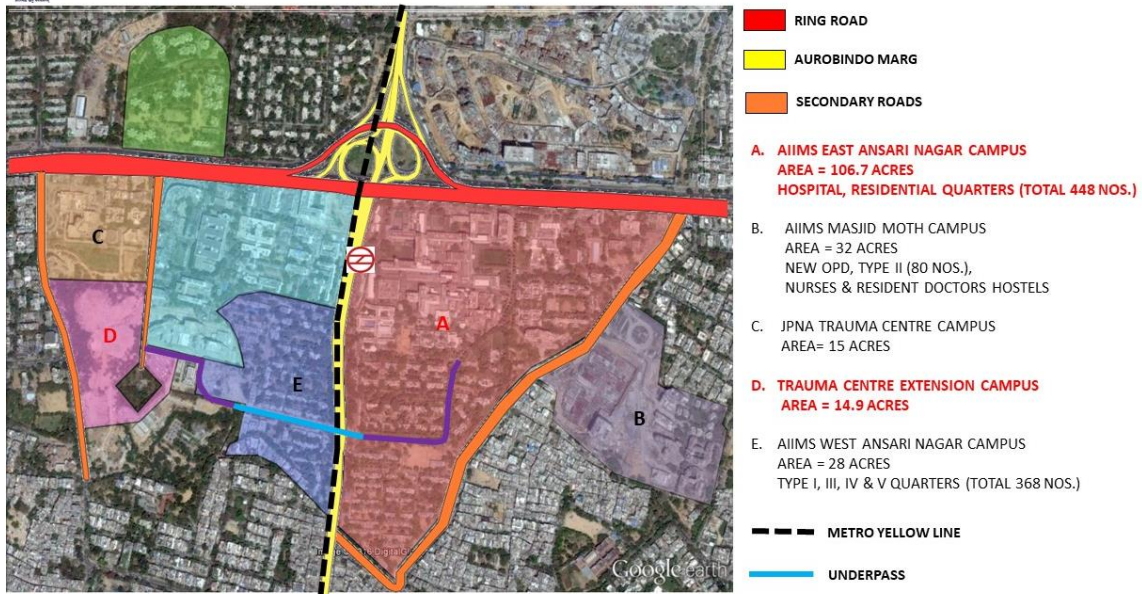 RING ROAD
AUROBINDO MARG
SECONDARY ROADS
A. AIIMS EAST ANSARI NAGAR CAMPUS
AREA = 106.7 ACRES
HOSPITAL, RESIDENTIAL QUARTERS (TOTAL 448 NOS.)
B. AIIMS MASJID MOTH CAMPUS
AREA = 32 ACRES
NEW OPD, TYPE II (80 NOS.),
NURSES & RESIDENT DOCTORS HOSTELS
C. JPNA TRAUMA CENTRE CAMPUS
AREA= 15 ACRES
D. TRAUMA CENTRE EXTENSION CAMPUS
AREA = 14.9 ACRES
E. AIIMS WEST ANSARI NAGAR CAMPUS
AREA = 28 ACRES
TYPE I, III, IV & V QUARTERS (TOTAL 368 NOS.)
METRO YELLOW LINE
UNDERPASS
C
D
A
E
B
Google earth